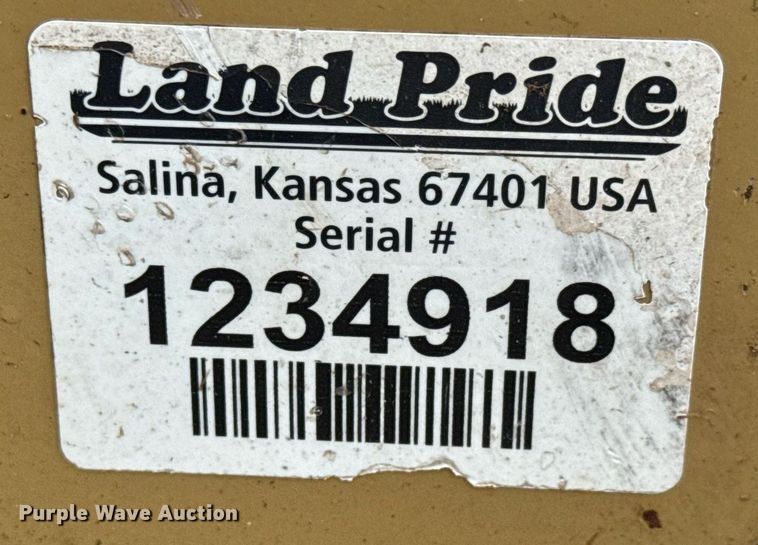 Land Pride
Salina, Kansas 67401 USA
Serial #
1234918
Purple Wave Auction